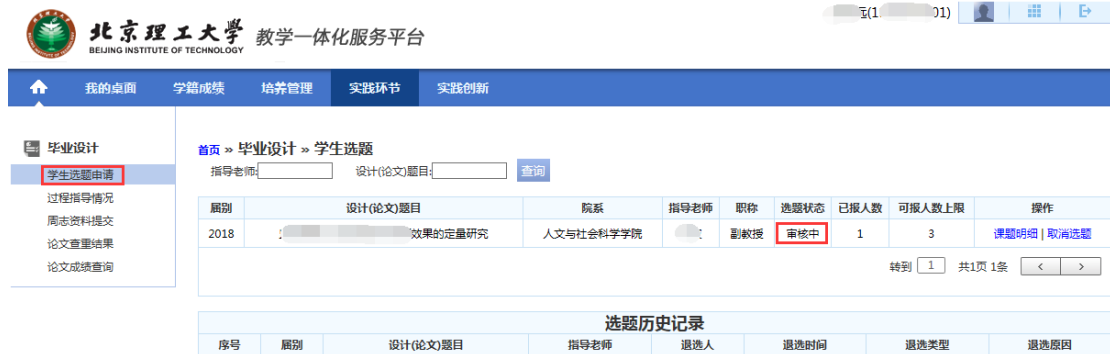 远(1 01)
北京理工大学 教学一体化服务平台
BEIJING INSTITUTE OF TECHNOLOGY
我的桌面 学籍成绩 培养管理 实践环节 实践创新
毕业设计
学生选题申请
过程指导情况
周志资料提交
论文查重结果
论文成绩查询
首页 » 毕业设计 » 学生选题
指导老师: 设计(论文)题目: 查询
届别 设计(论文)题目 院系 指导老师 职称 选题状态 已报人数 可报人数上限 操作
2018 效果的定量研究 人文与社会科学学院 副教授 审核中 1 3 课题明细 | 取消选题
转到 1 共1页 1条 < >
选题历史记录
序号 届别 设计(论文)题目 指导老师 退选人 退选时间 退选类型 退选原因